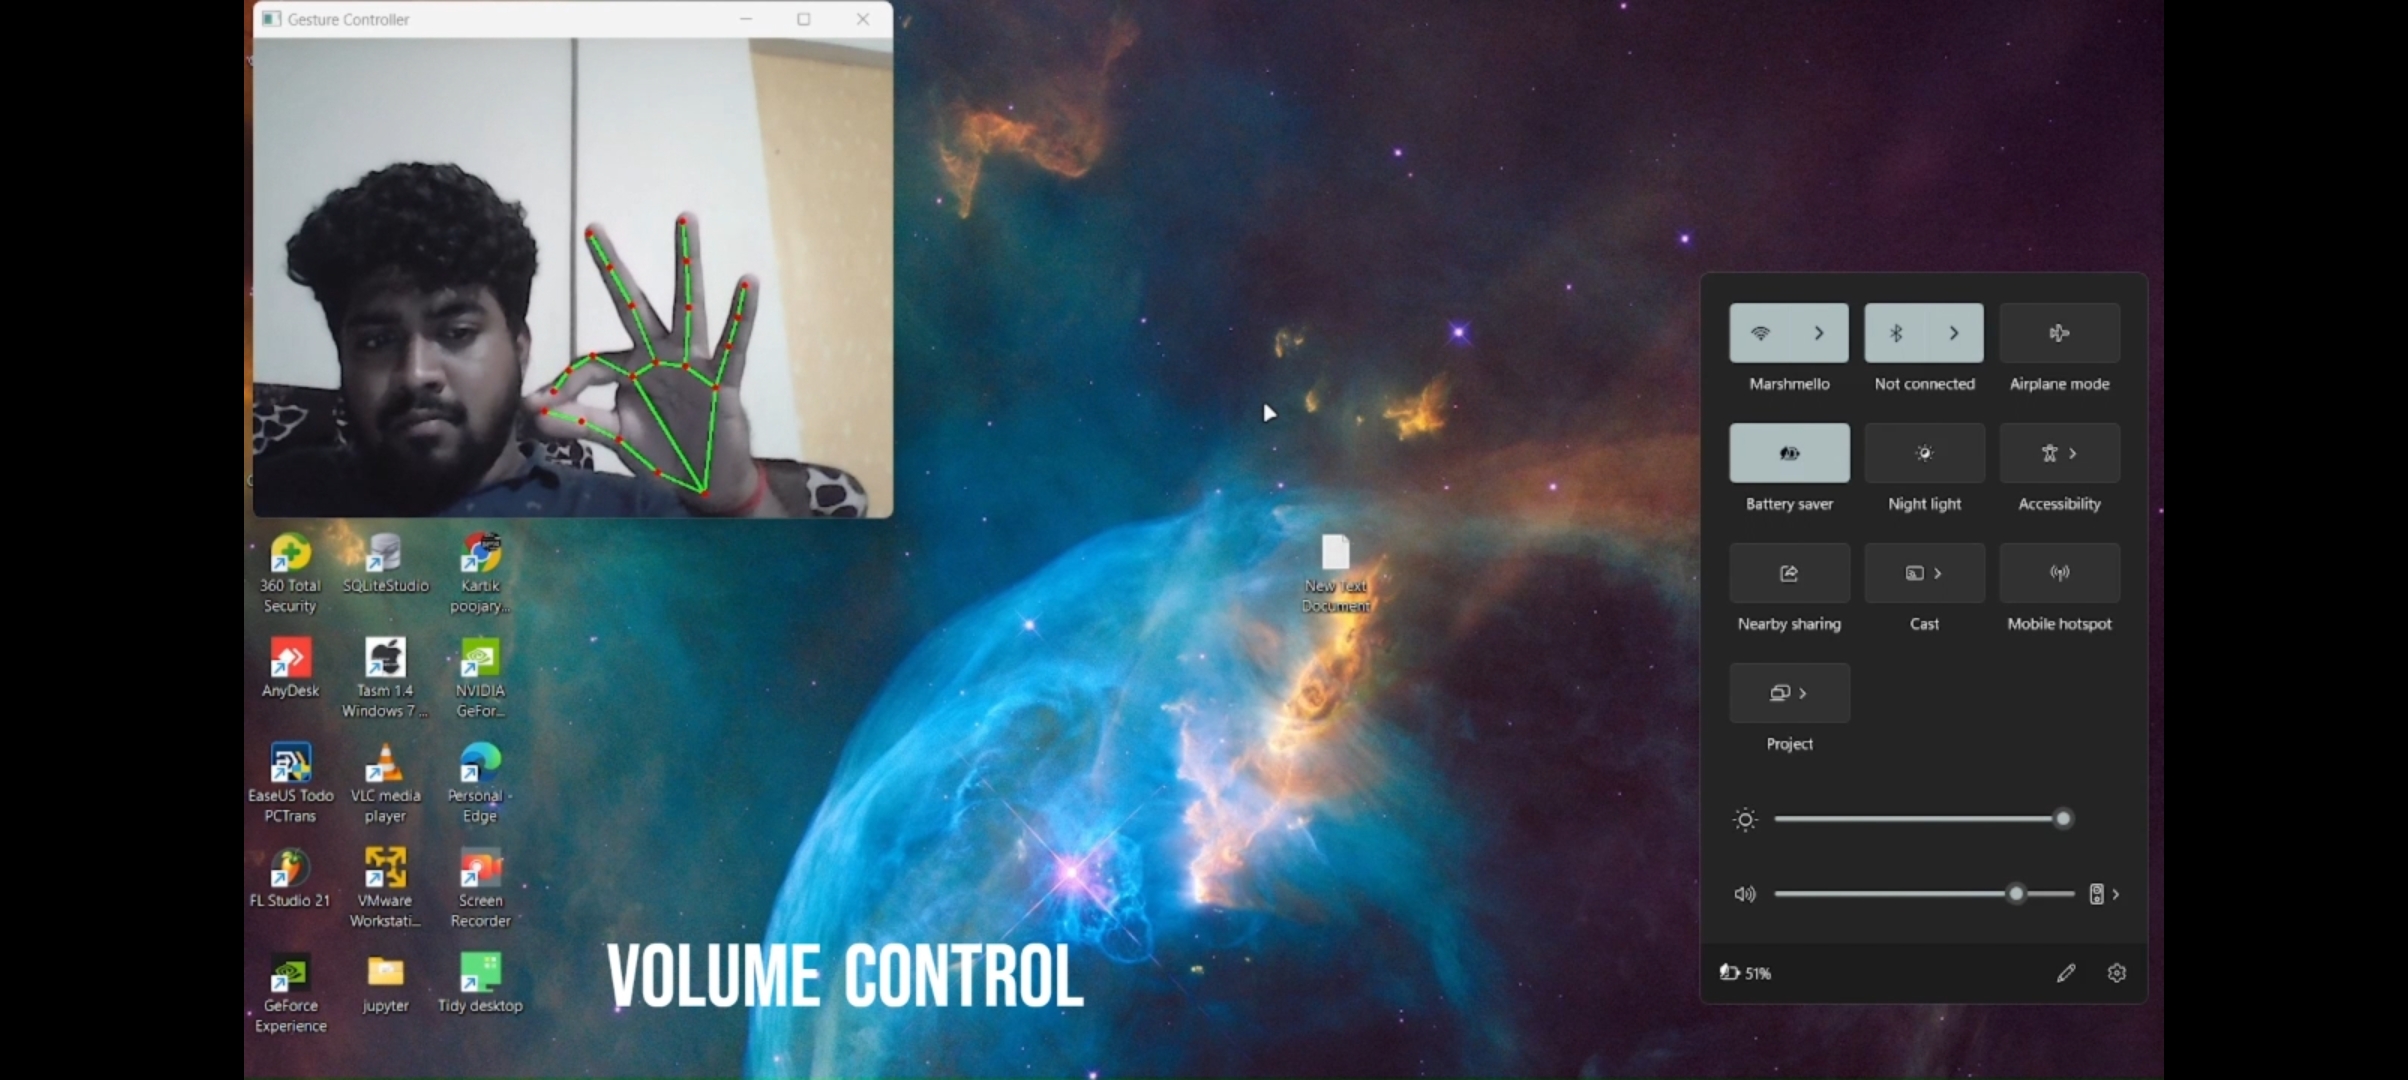 Gesture Controller
Marshmello
Not connected
Airplane mode
Battery saver
Night light
Accessibility
Nearby sharing
Cast
Mobile hotspot
Project
51%
360 Total
Security
SQLiteStudio
Kartik
poojary...
New Text
Document
AnyDesk
Tasm 1.4
Windows 7 ...
NVIDIA
GeFor...
EaseUS Todo
PCTrans
VLC media
player
Personal -
Edge
FL Studio 21
VMware
Workstati...
Screen
Recorder
GeForce
Experience
jupyter
Tidy desktop
VOLUME CONTROL